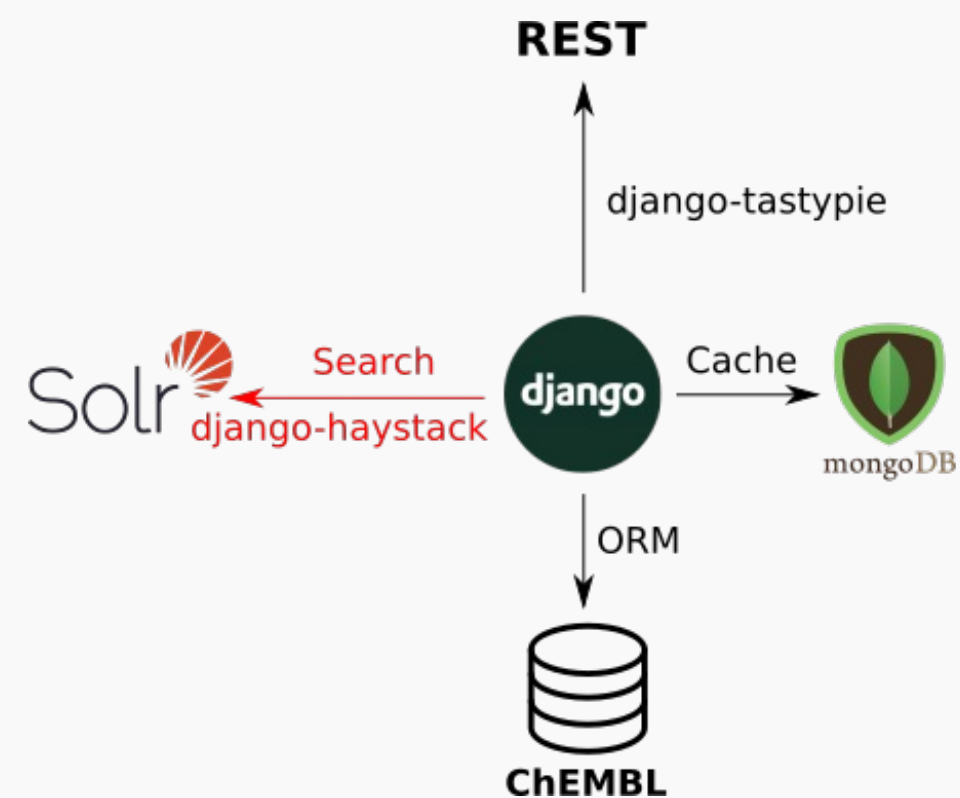 REST
django-tastypie
Solr
Search
django-haystack
django
Cache
mongoDB
ORM
ChEMBL